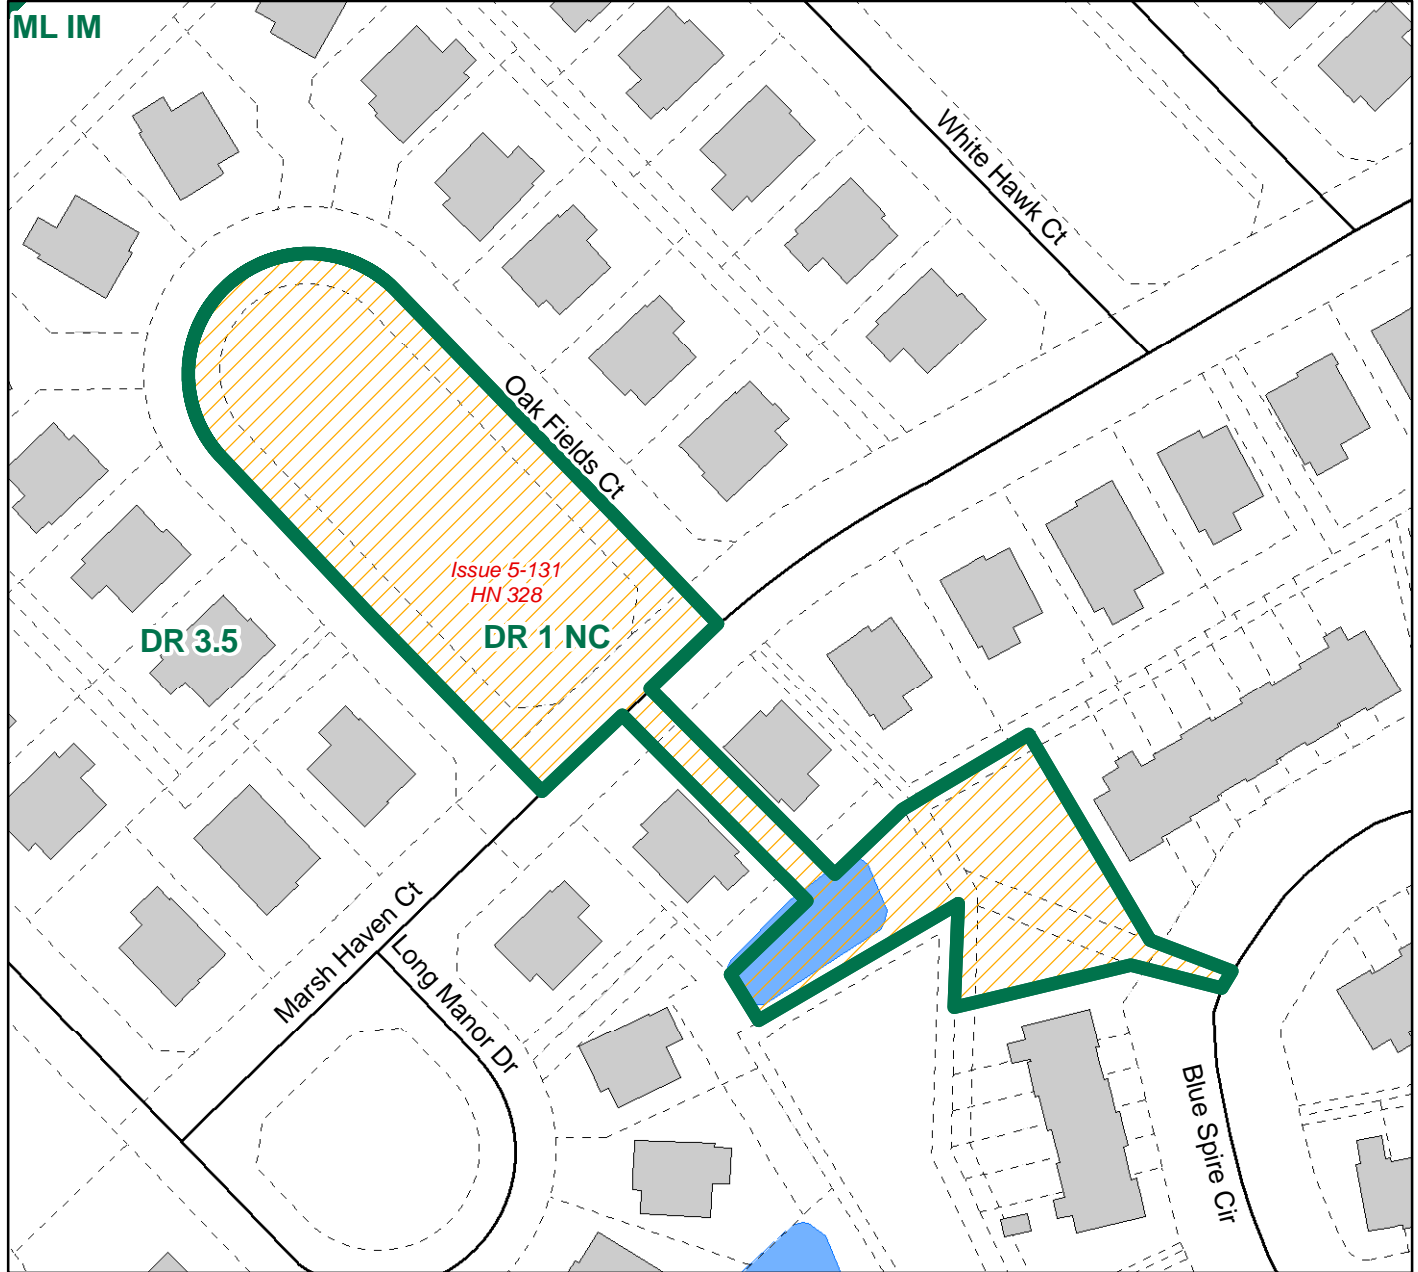 ML IM
White Hawk Ct
Oak Fields Ct
Issue 5-131
HN 328
DR 1 NC
DR 3.5
Marsh Haven Ct
Long Manor Dr
Blue Spire Cir